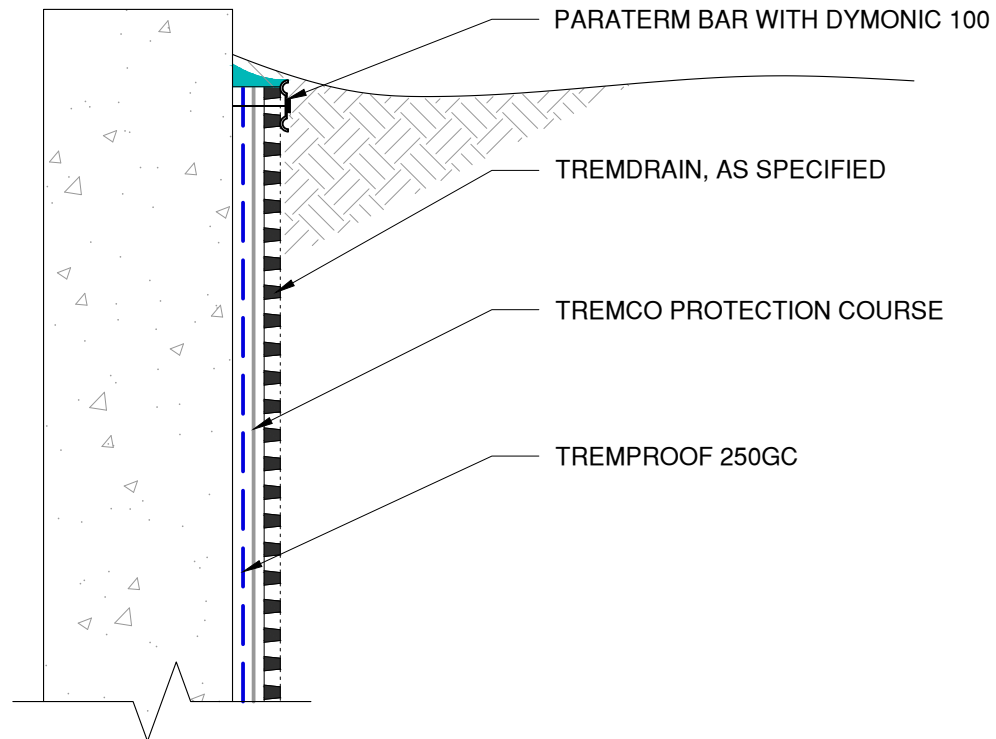 PARATERM BAR WITH DYMONIC 100
TREMDRAIN, AS SPECIFIED
TREMCO PROTECTION COURSE
TREMPROOF 250GC